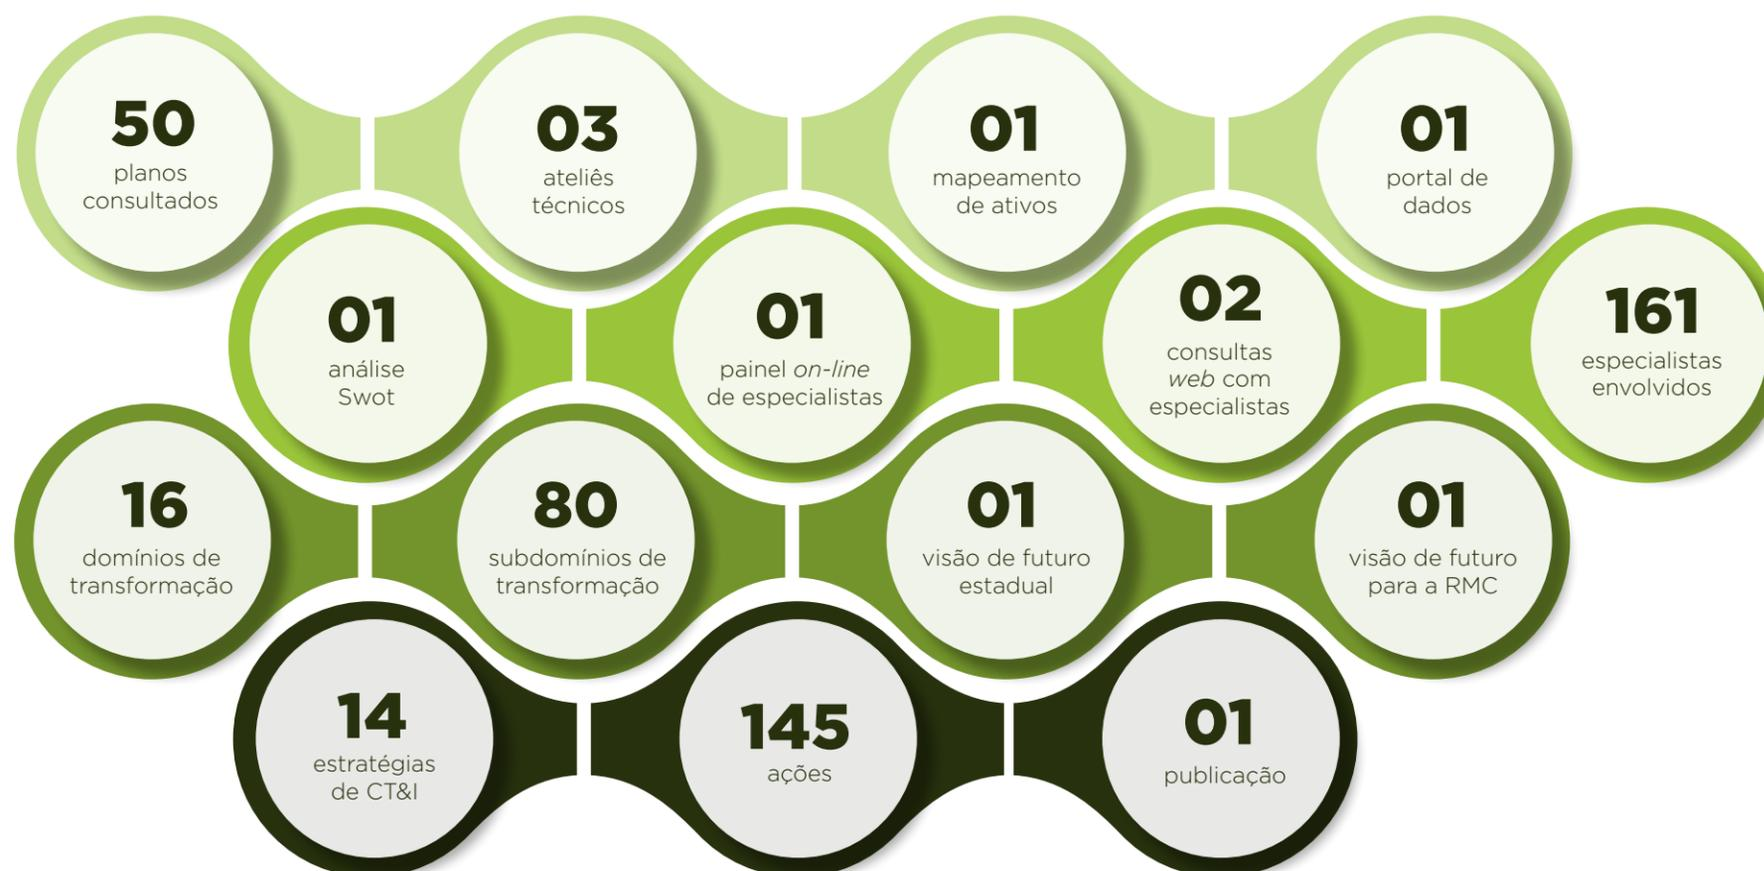 50
planos
consultados
03
ateliês
técnicos
01
mapeamento
de ativos
01
portal de
dados
01
análise
Swot
01
painel on-line
de especialistas
02
consultas
web com
especialistas
161
especialistas
envolvidos
16
domínios de
transformação
80
subdomínios de
transformação
01
visão de futuro
estadual
01
visão de futuro
para a RMC
14
estratégias
de CT&I
145
ações
01
publicação